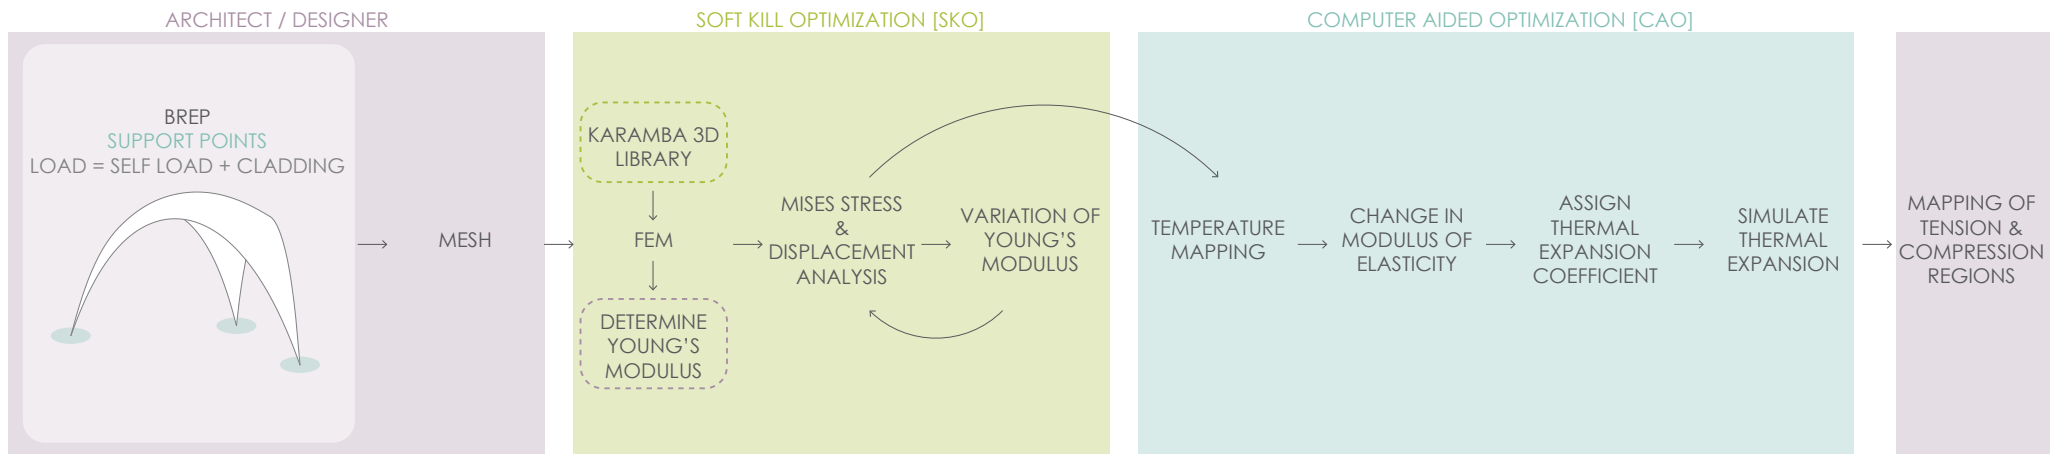 ARCHITECT / DESIGNER
BREP
SUPPORT POINTS
LOAD = SELF LOAD + CLADDING
MESH
SOFT KILL OPTIMIZATION [SKO]
KARAMBA 3D
LIBRARY
FEM
DETERMINE
YOUNG'S
MODULUS
MISES STRESS
&
DISPLACEMENT
ANALYSIS
VARIATION OF
YOUNG'S
MODULUS
COMPUTER AIDED OPTIMIZATION [CAO]
TEMPERATURE
MAPPING
CHANGE IN
MODULUS OF
ELASTICITY
ASSIGN
THERMAL
EXPANSION
COEFFICIENT
SIMULATE
THERMAL
EXPANSION
MAPPING OF
TENSION &
COMPRESSION
REGIONS